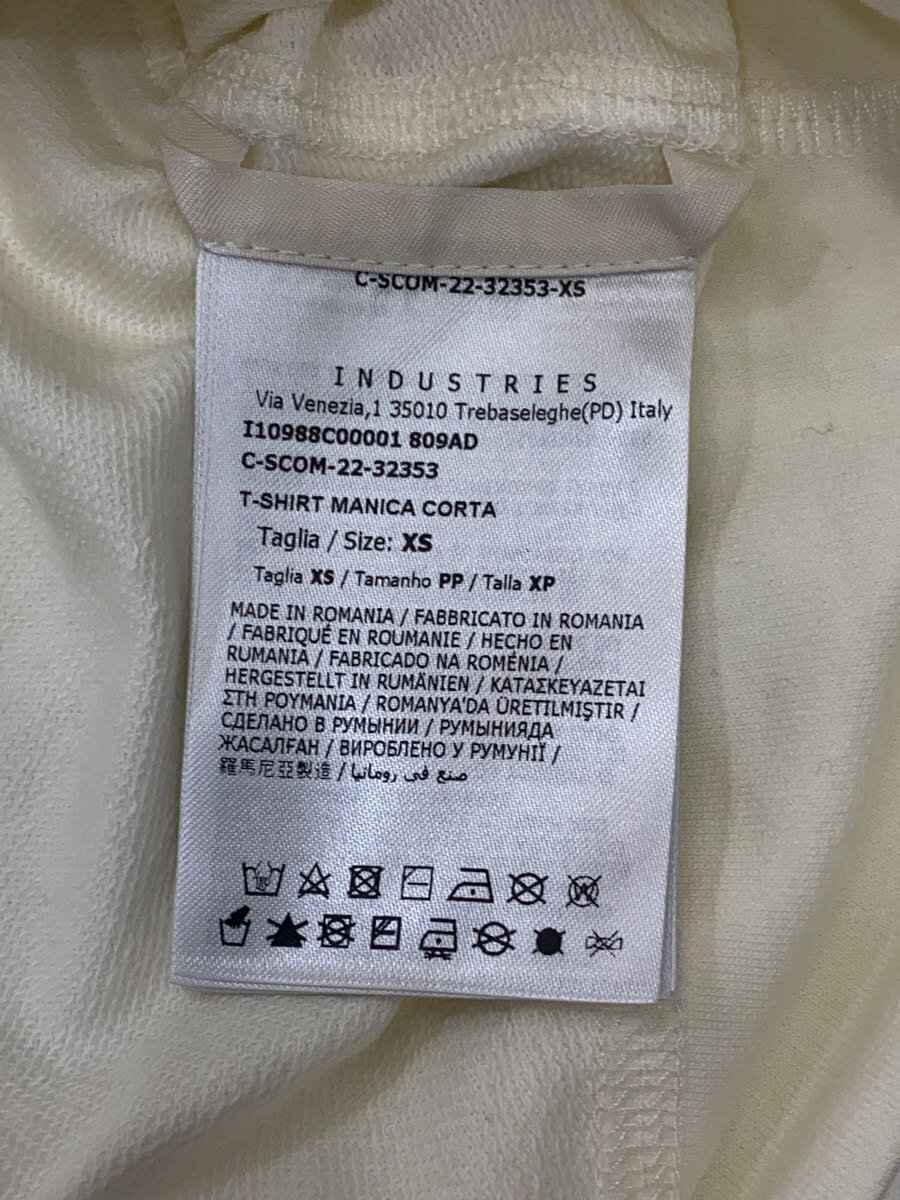 C-SCOM-22-32353-XS
INDUSTRIES
Via Venezia,1 35010 Trebaseleghe(PD) Italy
I10988C00001 809AD
C-SCOM-22-32353
T-SHIRT MANICA CORTA
Taglia / Size: XS
Taglia XS / Tamanho PP / Talla XP
MADE IN ROMANIA / FABBRICATO IN ROMANIA
/ FABRIQUÉ EN ROUMANIE / HECHO EN
RUMANIA / FABRICADO NA ROMÉNIA /
HERGESTELLT IN RUMÄNIEN / ΚΑΤΑΣΚΕΥΑΖΕΤΑΙ
ΣΤΗ ΡΟΥΜΑΝΙΑ / ROMANYA'DA ÜRETILMIŞTIR /
СДЕЛАНО В РУМЫНИИ / РУМЫНИЯДА
ЖАСАЛҒАН / ВИРОБЛЕНО У РУМУНІЇ /
羅馬尼亞製造 / صنع في رومانيا